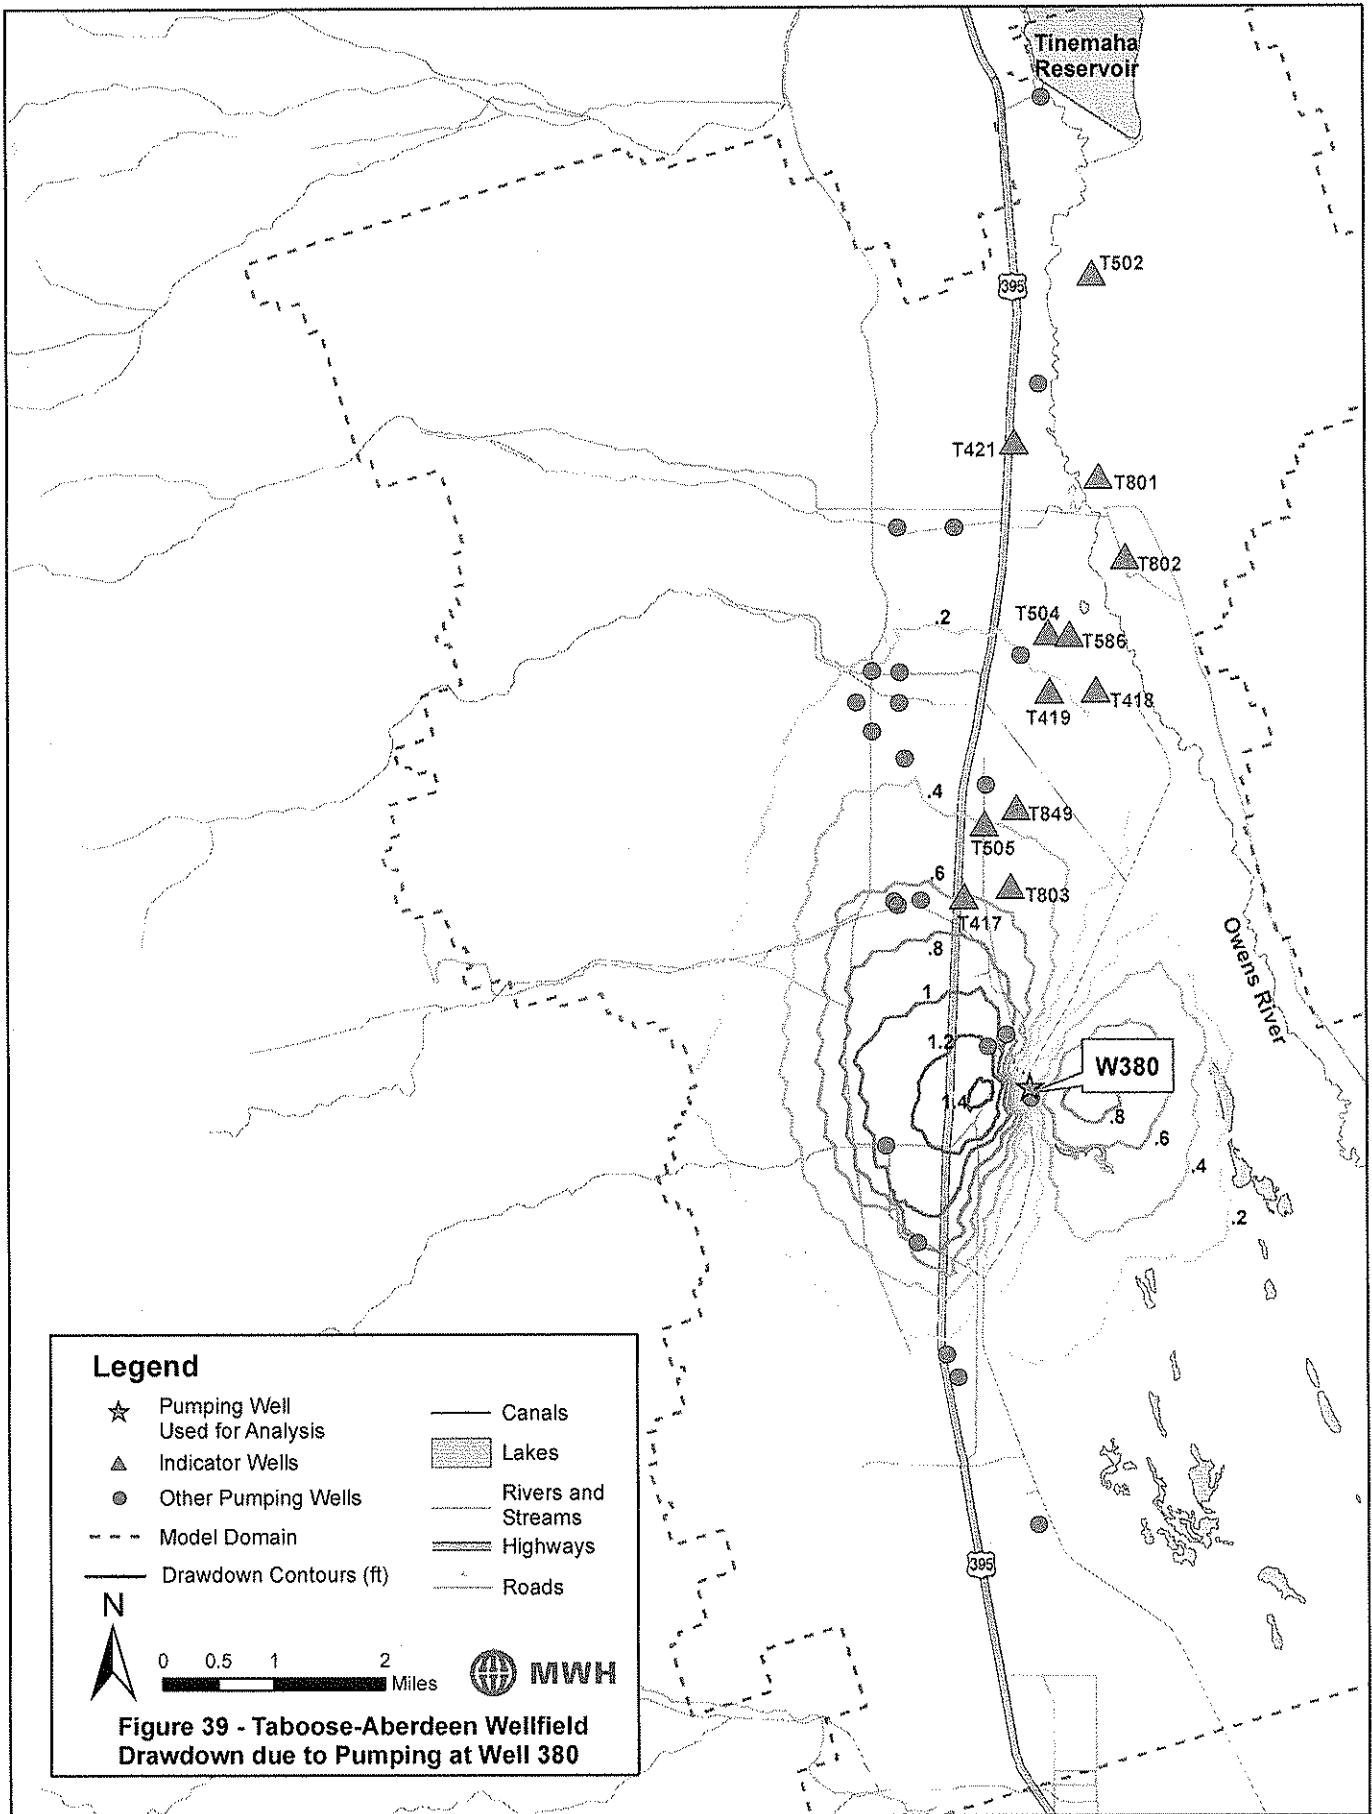 Tinemaha
Reservoir
T502
395
T421
T801
T802
.2
T504
T586
T419
T418
.4
T849
T505
.6
T803
T417
.8
Owens River
1
1.2
W380
1.4
.8
.6
.4
.2
395
Legend
Pumping Well
Used for Analysis
Indicator Wells
Other Pumping Wells
Model Domain
Drawdown Contours (ft)
Canals
Lakes
Rivers and
Streams
Highways
Roads
N
0 0.5 1 2
Miles
MWH
Figure 39 - Taboose-Aberdeen Wellfield
Drawdown due to Pumping at Well 380